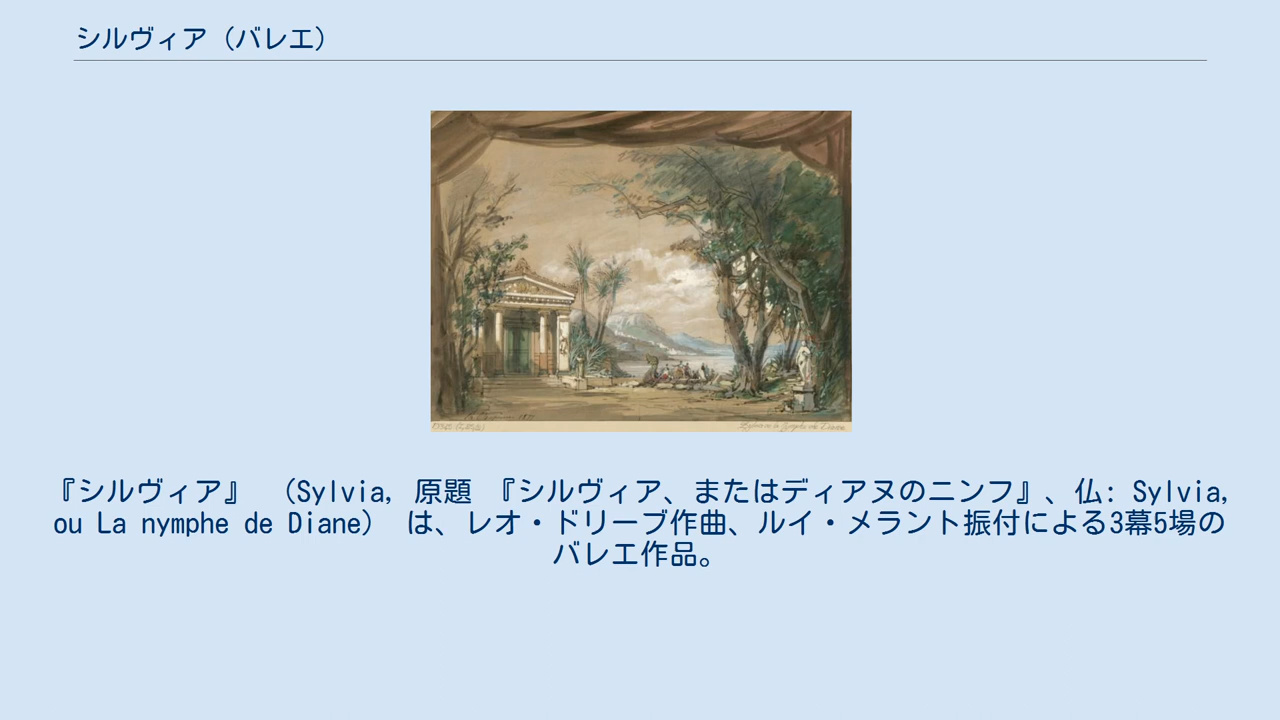 シルヴィア（バレエ）
『シルヴィア』 （Sylvia, 原題 『シルヴィア、またはディアヌのニンフ』、仏: Sylvia,
ou La nymphe de Diane） は、レオ・ドリーブ作曲、ルイ・メラント振付による3幕5場の
バレエ作品。